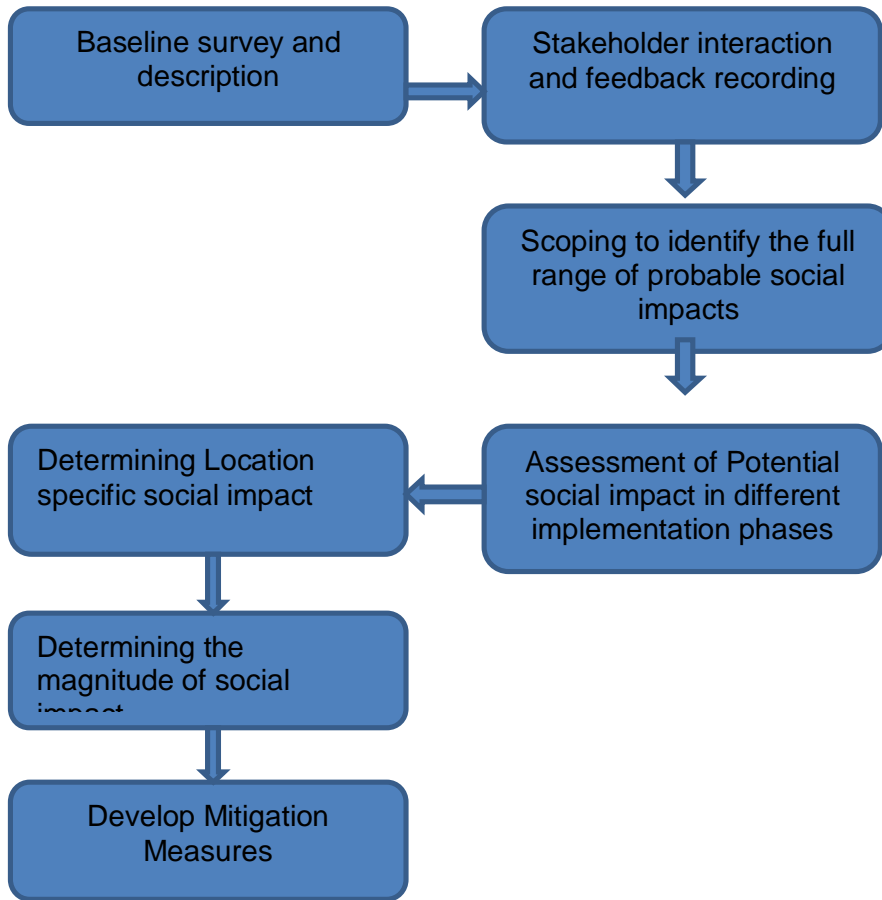 Baseline survey and
description
Stakeholder interaction
and feedback recording
Scoping to identify the full
range of probable social
impacts
Assessment of Potential
social impact in different
implementation phases
Determining Location
specific social impact
Determining the
magnitude of social
impact
Develop Mitigation
Measures